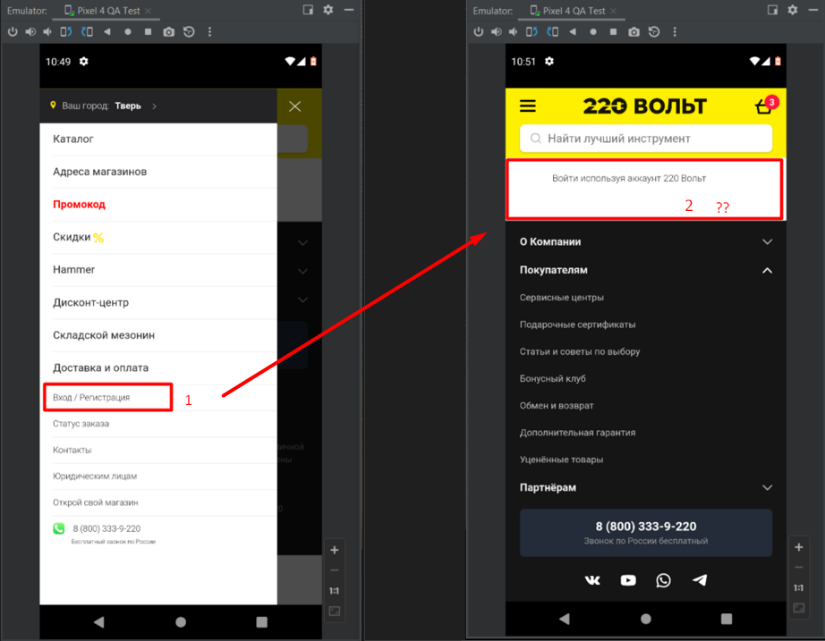 Emulator: Pixel 4 QA Test
10:49
Ваш город: Тверь
Каталог
Адреса магазинов
Промокод
Скидки %
Hammer
Дисконт-центр
Складской мезонин
Доставка и оплата
Вход / Регистрация
1
Статус заказа
Контакты
Юридическим лицам
Открой свой магазин
8 (800) 333-9-220
Бесплатный звонок по России
1:1
Emulator: Pixel 4 QA Test
10:51
220 ВОЛЬТ
3
Найти лучший инструмент
Войти используя аккаунт 220 Вольт
2 ??
О Компании
Покупателям
Сервисные центры
Подарочные сертификаты
Статьи и советы по выбору
Бонусный клуб
Обмен и возврат
Дополнительная гарантия
Уценённые товары
Партнёрам
8 (800) 333-9-220
Звонок по России бесплатный
1:1